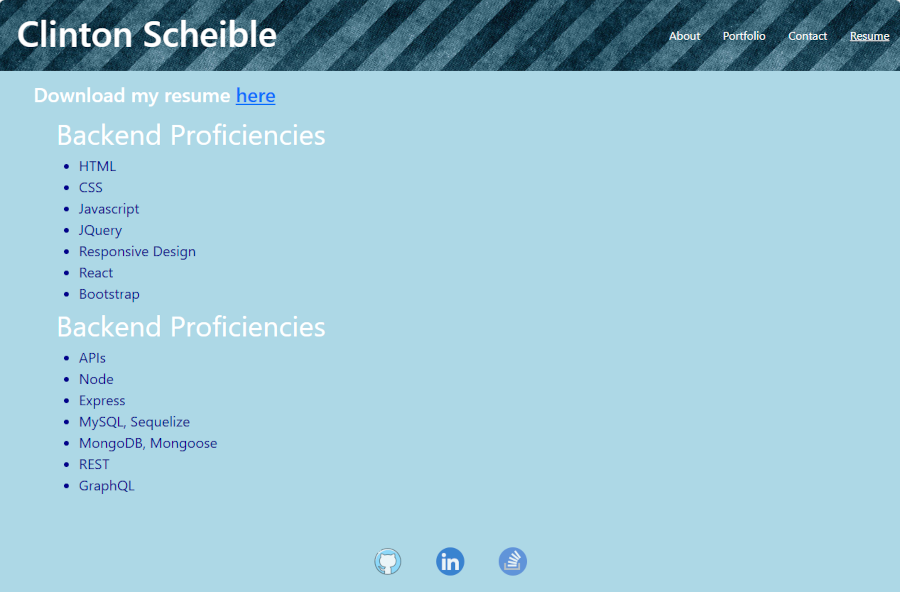 Clinton Scheible
About Portfolio Contact Resume
Download my resume here
Backend Proficiencies
HTML
CSS
Javascript
JQuery
Responsive Design
React
Bootstrap
Backend Proficiencies
APIs
Node
Express
MySQL, Sequelize
MongoDB, Mongoose
REST
GraphQL
in